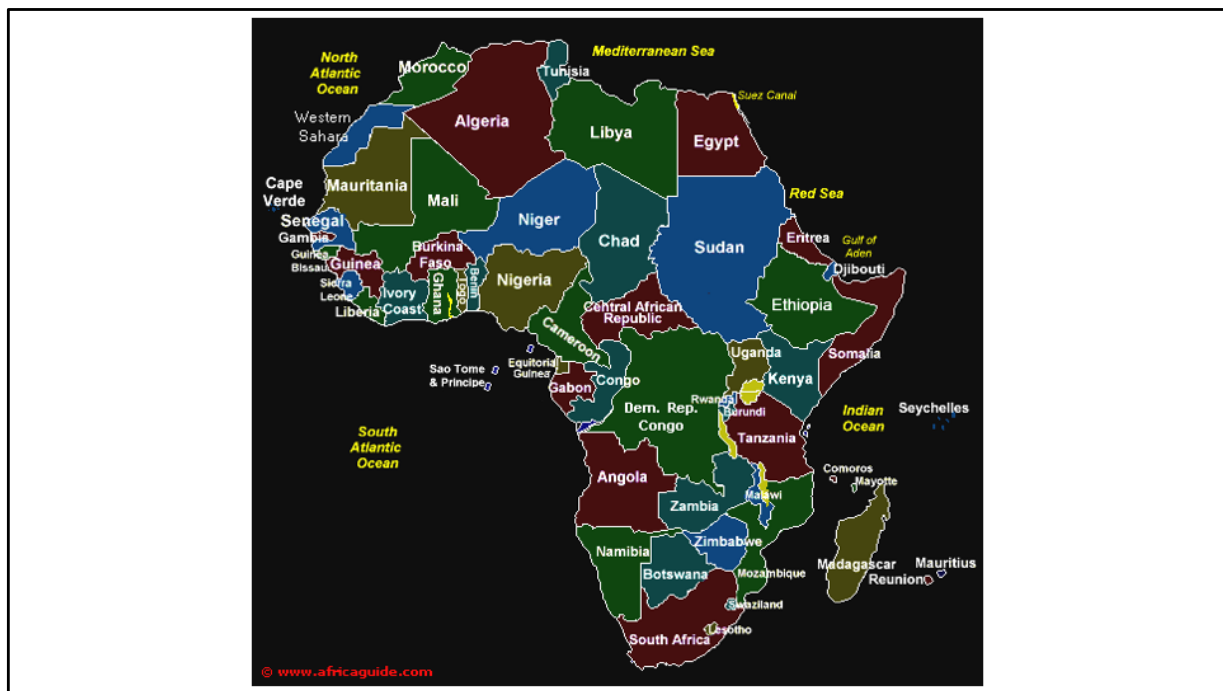 Mediterranean Sea
North
Atlantic
Ocean
Morocco
Tunisia
Suez Canal
Western
Sahara
Algeria
Libya
Egypt
Mauritania
Cape
Verde
Mali
Niger
Red Sea
Senegal
Chad
Sudan
Eritrea
Gambia
Gulf of
Aden
Guinea
Bissau
Guinea
Burkina
Faso
Djibouti
Nigeria
Benin
Togo
Ghana
Sierra
Leone
Ivory
Coast
Liberia
Central African
Republic
Ethiopia
Cameroon
Uganda
Somalia
Sao Tome
& Principe
Equitorial
Guinea
Gabon
Congo
Kenya
Rwanda
Burundi
Dem. Rep.
Congo
Indian
Ocean
Seychelles
South
Atlantic
Ocean
Tanzania
Angola
Comoros
Mayotte
Malawi
Zambia
Zimbabwe
Namibia
Botswana
Mozambique
Madagascar
Mauritius
Reunion
Swaziland
Lesotho
South Africa
© www.africaguide.com